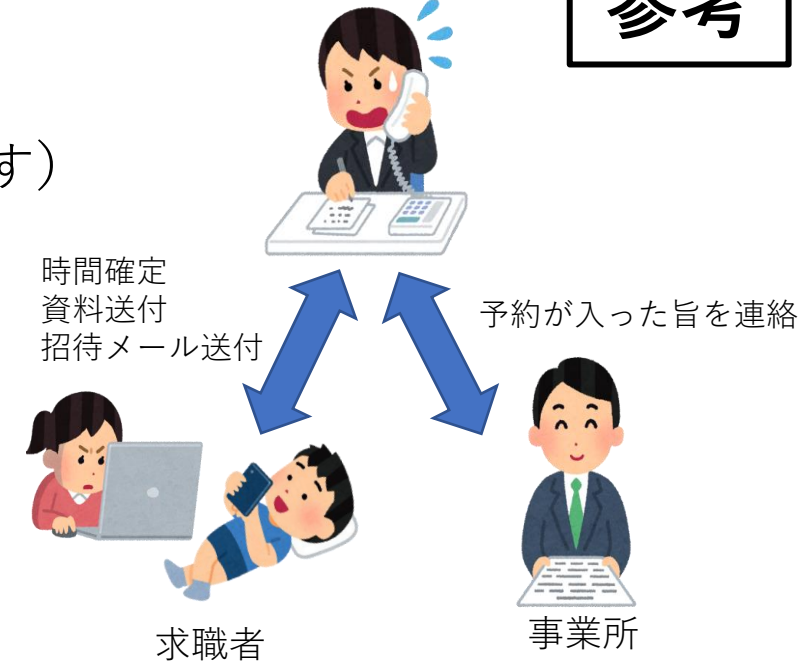 参考
す）
時間確定
資料送付
招待メール送付
予約が入った旨を連絡
求職者
事業所